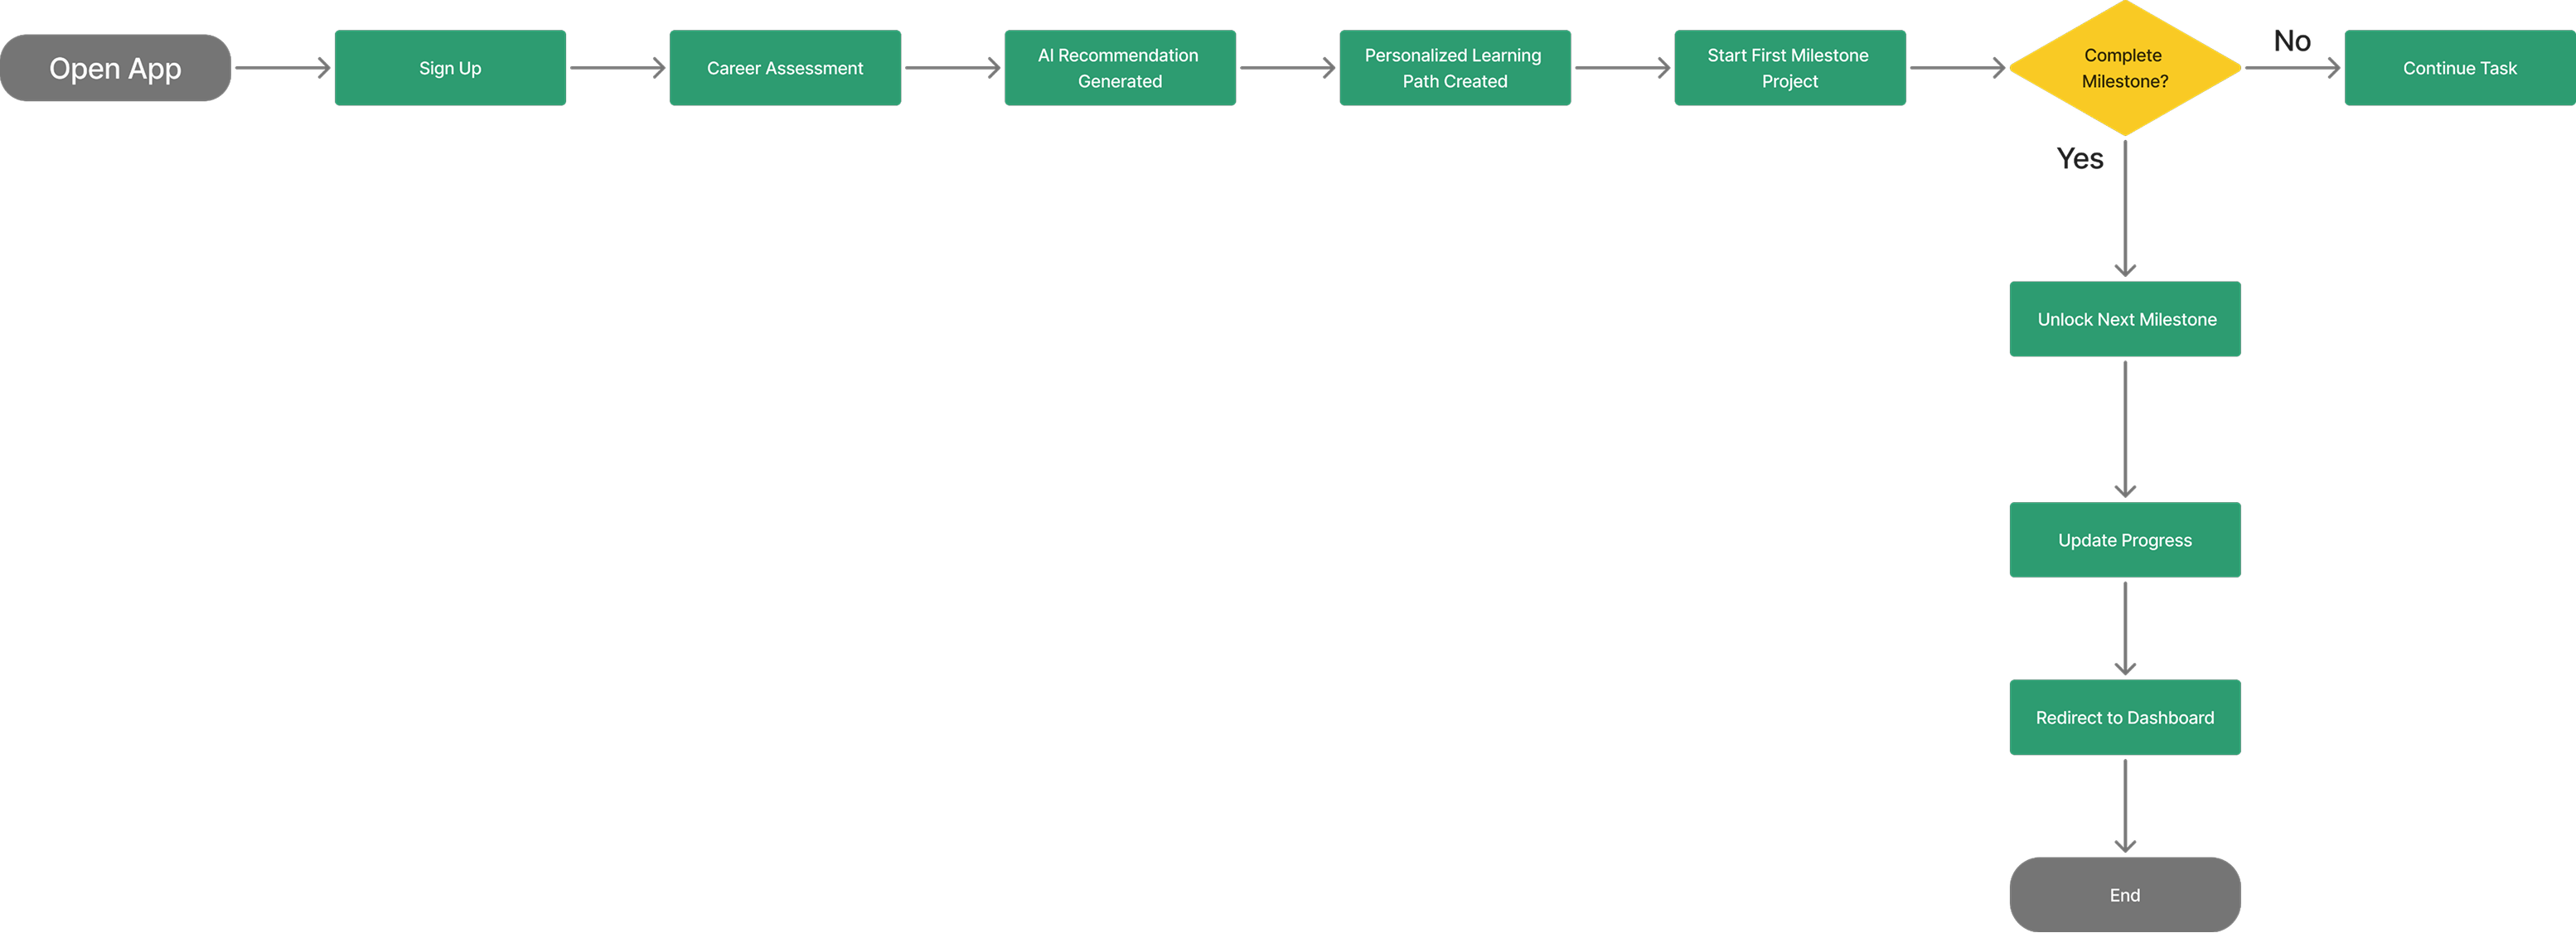 Open App
Sign Up
Career Assessment
AI Recommendation
Generated
Personalized Learning
Path Created
Start First Milestone
Project
Complete
Milestone?
No
Continue Task
Yes
Unlock Next Milestone
Update Progress
Redirect to Dashboard
End